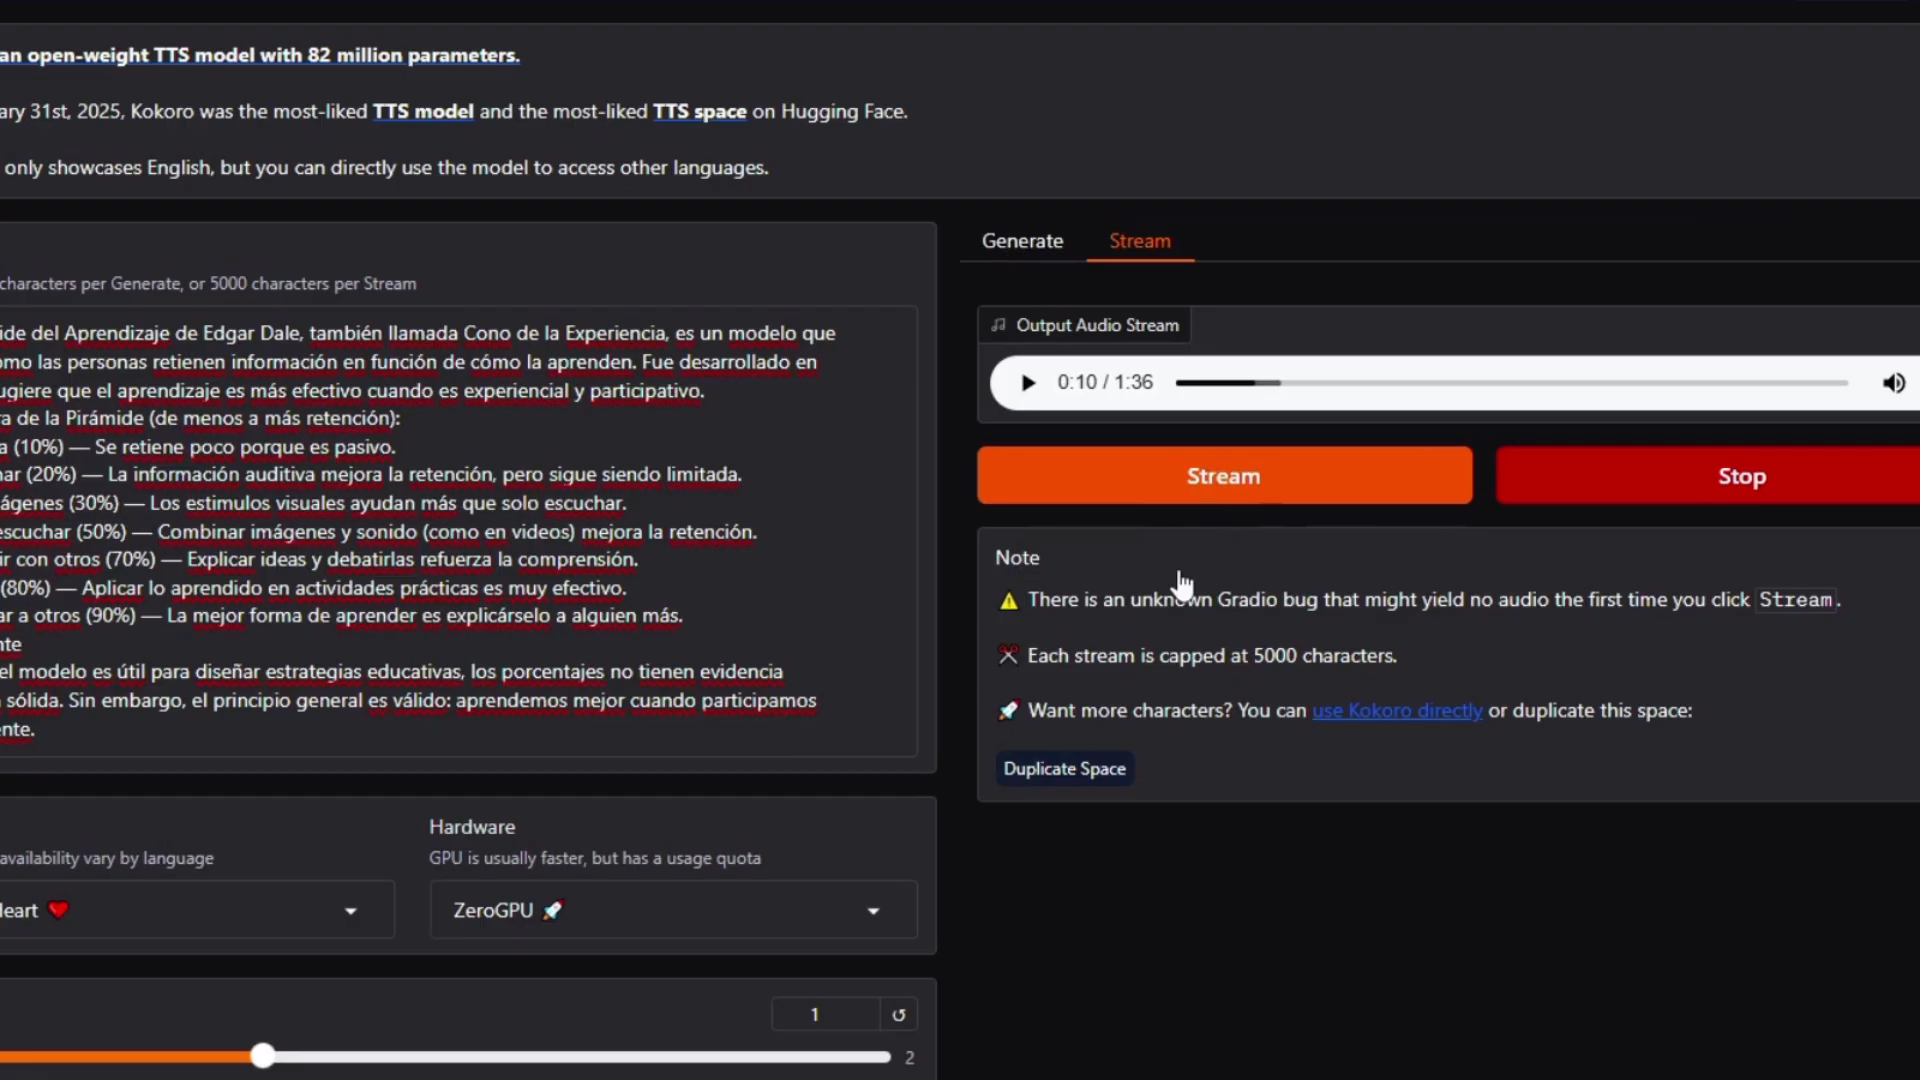 an open-weight TTS model with 82 million parameters.
ary 31st, 2025, Kokoro was the most-liked TTS model and the most-liked TTS space on Hugging Face.
only showcases English, but you can directly use the model to access other languages.
characters per Generate, or 5000 characters per Stream
ide del Aprendizaje de Edgar Dale, también llamada Cono de la Experiencia, es un modelo que
omo las personas retienen información en función de cómo la aprenden. Fue desarrollado en
ugiere que el aprendizaje es más efectivo cuando es experiencial y participativo.
ra de la Pirámide (de menos a más retención):
a (10%) — Se retiene poco porque es pasivo.
har (20%) — La información auditiva mejora la retención, pero sigue siendo limitada.
ágenes (30%) — Los estimulos visuales ayudan más que solo escuchar.
escuchar (50%) — Combinar imágenes y sonido (como en videos) mejora la retención.
ir con otros (70%) — Explicar ideas y debatirlas refuerza la comprensión.
(80%) — Aplicar lo aprendido en actividades prácticas es muy efectivo.
ar a otros (90%) — La mejor forma de aprender es explicárselo a alguien más.
nte
el modelo es útil para diseñar estrategias educativas, los porcentajes no tienen evidencia
sólida. Sin embargo, el principio general es válido: aprendemos mejor cuando participamos
ente.
availability vary by language
Heart ❤️
Hardware
GPU is usually faster, but has a usage quota
ZeroGPU 🚀
1
2
Generate
Stream
Output Audio Stream
0:10 / 1:36
Stream
Stop
Note
⚠️ There is an unknown Gradio bug that might yield no audio the first time you click Stream.
✂️ Each stream is capped at 5000 characters.
🚀 Want more characters? You can use Kokoro directly or duplicate this space:
Duplicate Space